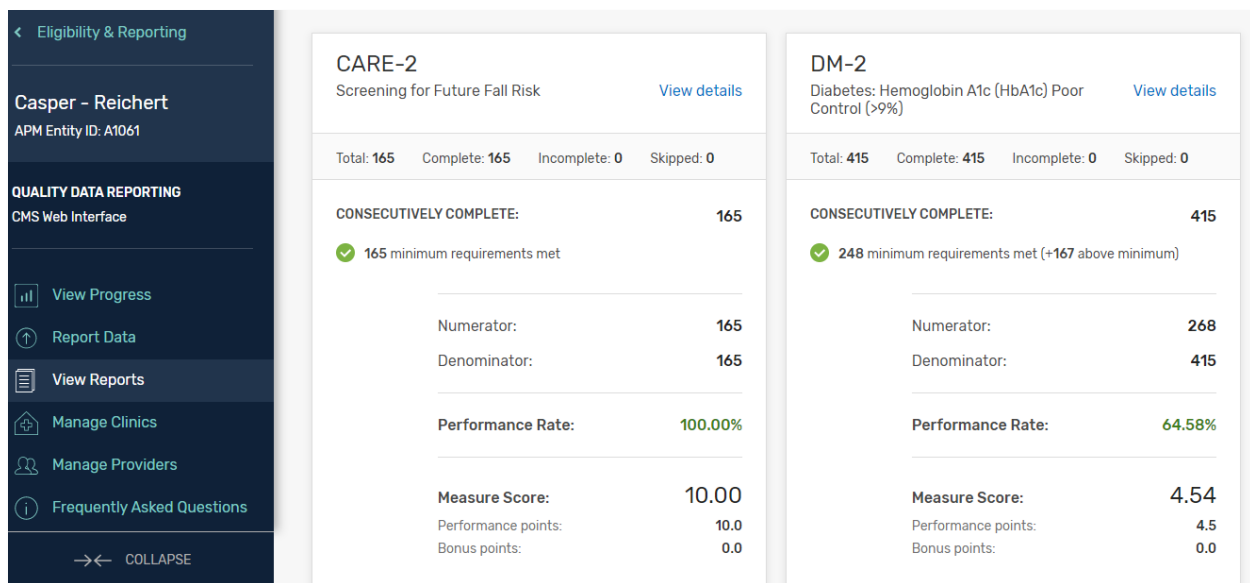 Eligibility & Reporting
Casper - Reichert
APM Entity ID: A1061
QUALITY DATA REPORTING
CMS Web Interface
View Progress
Report Data
View Reports
Manage Clinics
Manage Providers
Frequently Asked Questions
COLLAPSE
CARE-2
Screening for Future Fall Risk View details
Total: 165 Complete: 165 Incomplete: 0 Skipped: 0
CONSECUTIVELY COMPLETE: 165
165 minimum requirements met
Numerator: 165
Denominator: 165
Performance Rate: 100.00%
Measure Score: 10.00
Performance points: 10.0
Bonus points: 0.0
DM-2
Diabetes: Hemoglobin A1c (HbA1c) Poor View details
Control (>9%)
Total: 415 Complete: 415 Incomplete: 0 Skipped: 0
CONSECUTIVELY COMPLETE: 415
248 minimum requirements met (+167 above minimum)
Numerator: 268
Denominator: 415
Performance Rate: 64.58%
Measure Score: 4.54
Performance points: 4.5
Bonus points: 0.0